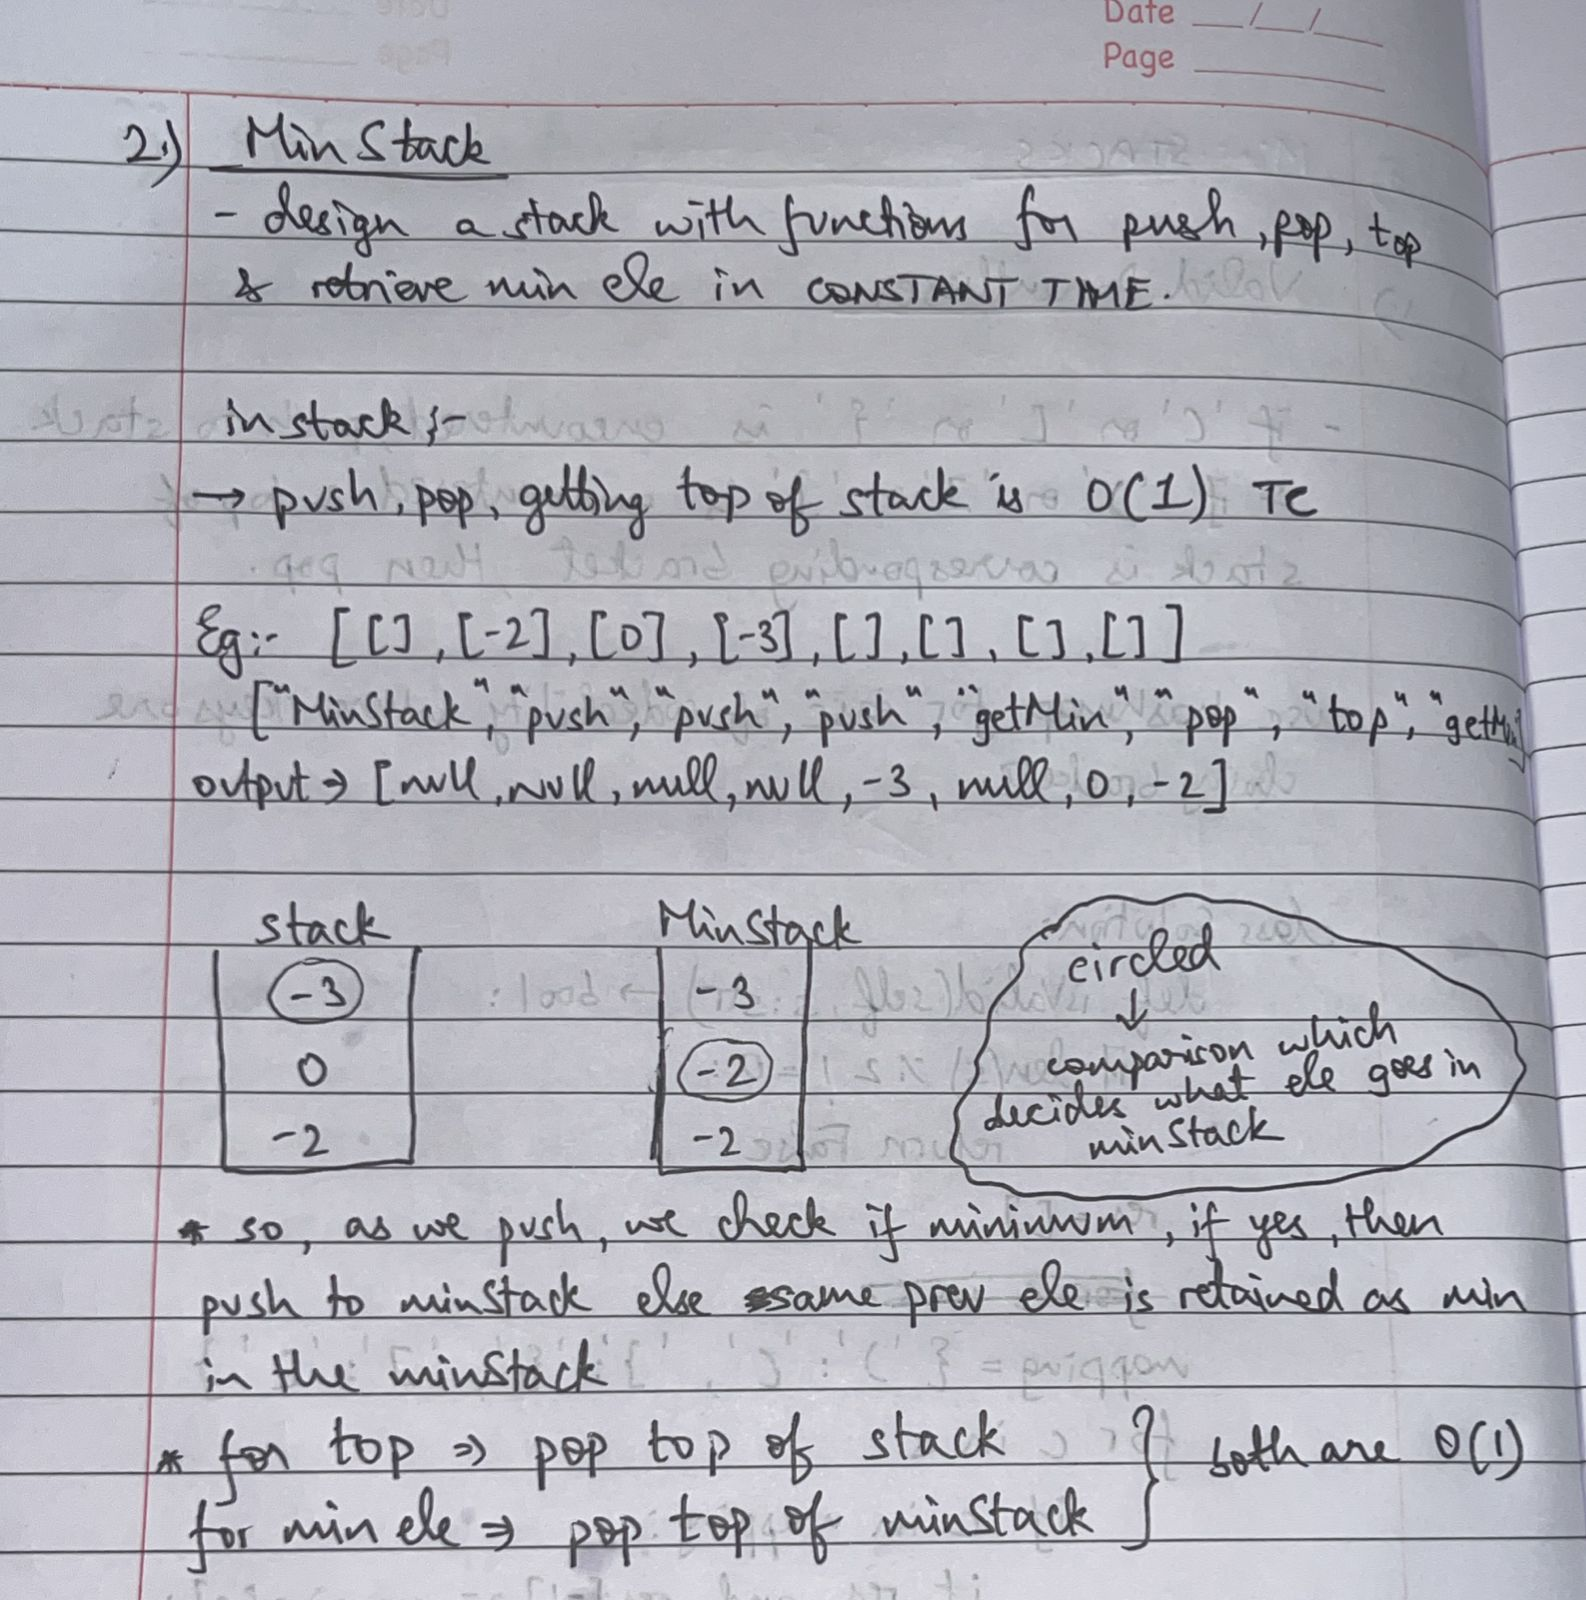 Date __/__/__
Page ______
2.) MinStack
- design a stack with functions for push, pop, top
& retrieve min ele in CONSTANT TIME.
in stack :-
→ push, pop, getting top of stack is O(1) TC
Eg:- [[], [-2], [0], [-3], [], [], [], []]
["MinStack", "push", "push", "push", "getMin", "pop", "top", "getMin"]
output → [null, null, null, null, -3, null, 0, -2]
stack
-3
0
-2
MinStack
-3
-2
-2
circled
↓
comparison which
decides what ele goes in
minStack
* so, as we push, we check if minimum, if yes, then
push to minStack else same prev ele is retained as min
in the minStack
* for top ⇒ pop top of stack
for min ele ⇒ pop top of minStack
} both are O(1)